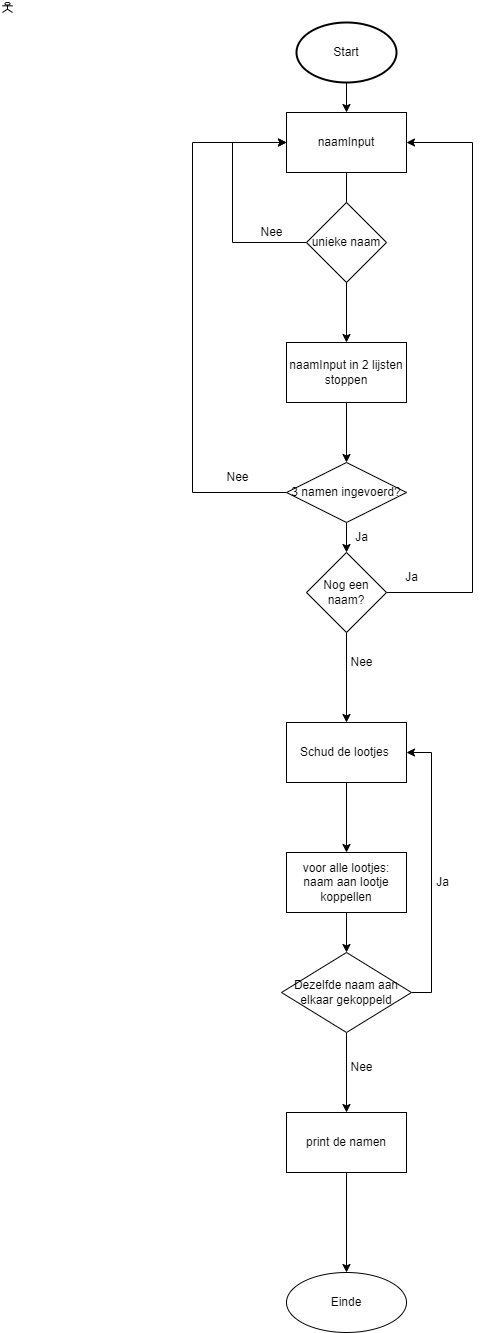 Start
naamInput
Nee
unieke naam
naamInput in 2 lijsten
stoppen
Nee
3 namen ingevoerd?
Ja
Nog een
naam?
Ja
Nee
Schud de lootjes
voor alle lootjes:
naam aan lootje
koppellen
Ja
Dezelfde naam aan
elkaar gekoppeld
Nee
print de namen
Einde